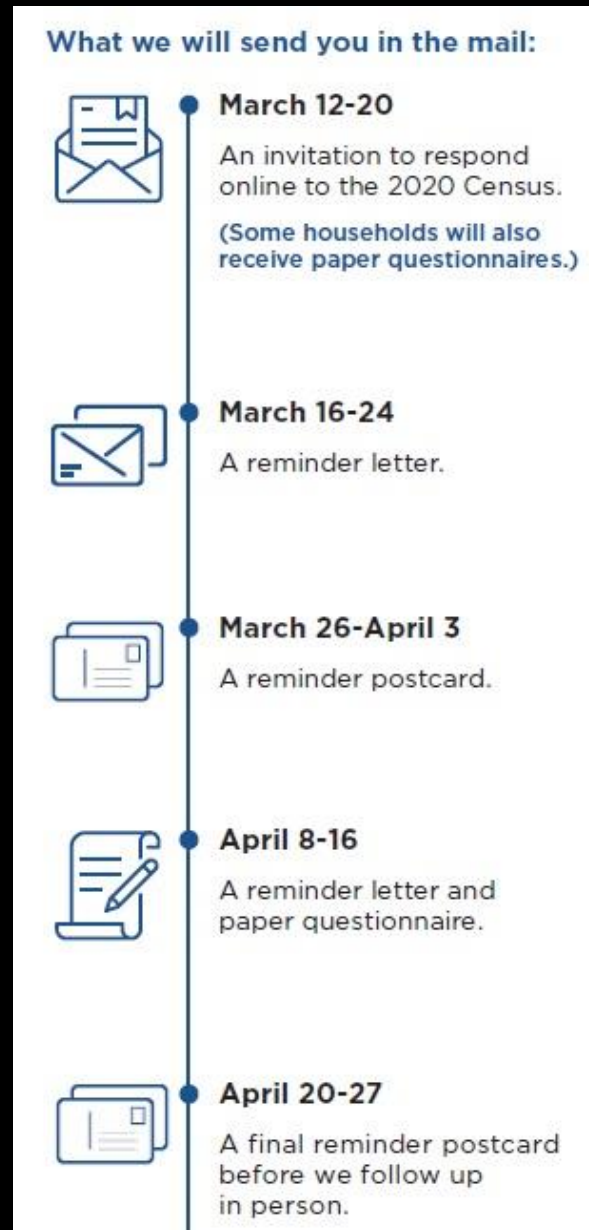 What we will send you in the mail:
March 12-20
An invitation to respond
online to the 2020 Census.
(Some households will also
receive paper questionnaires.)
March 16-24
A reminder letter.
March 26-April 3
A reminder postcard.
April 8-16
A reminder letter and
paper questionnaire.
April 20-27
A final reminder postcard
before we follow up
in person.